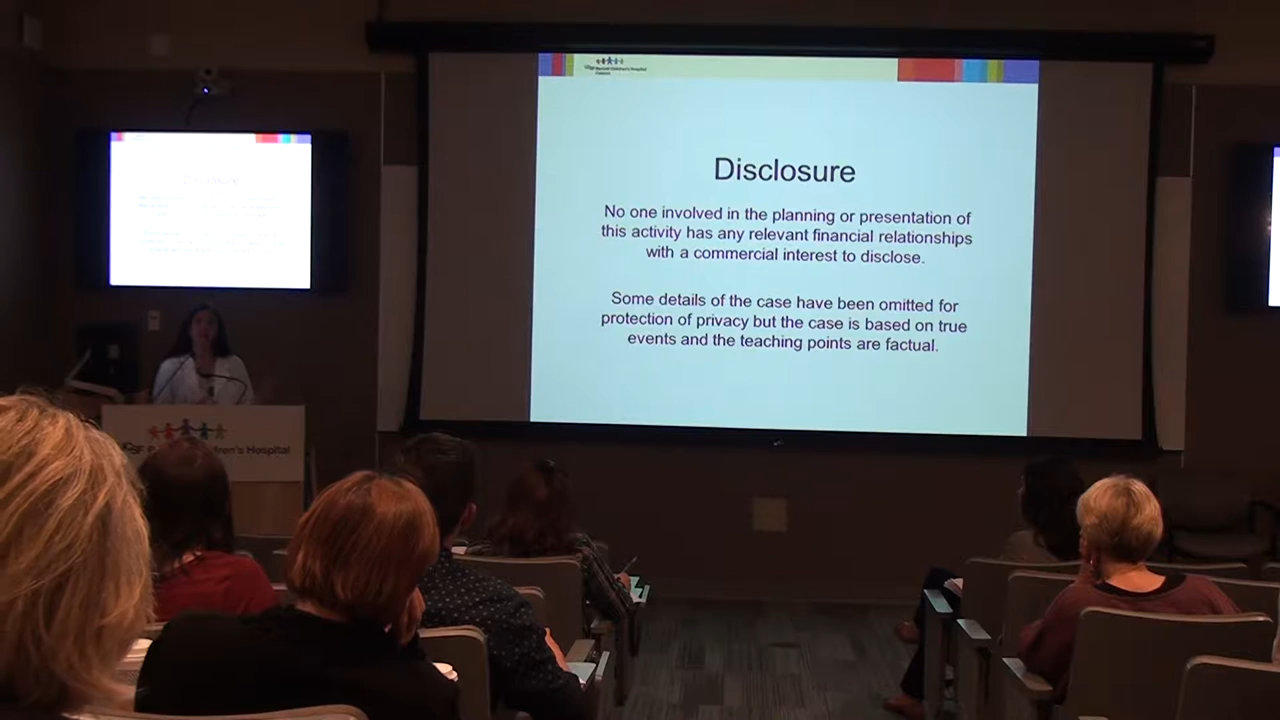 Disclosure
No one involved in the planning or presentation of
this activity has any relevant financial relationships
with a commercial interest to disclose.
Some details of the case have been omitted for
protection of privacy but the case is based on true
events and the teaching points are factual.
Children's Hospital